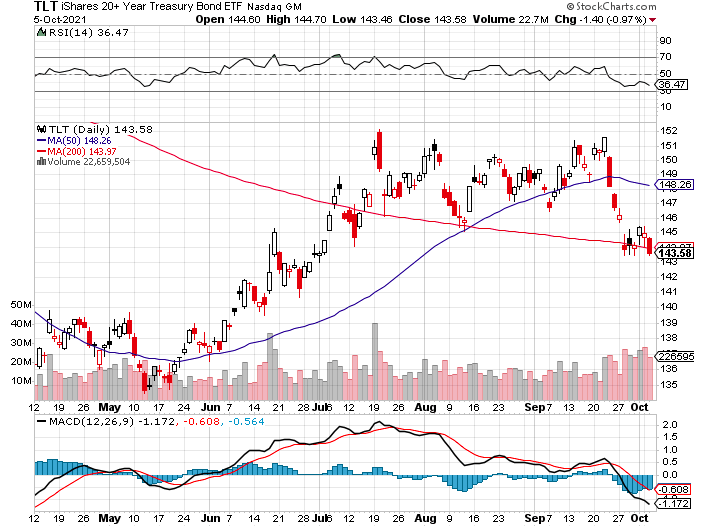 TLT iShares 20+ Year Treasury Bond ETF Nasdaq GM © StockCharts.com
5-Oct-2021 Open 144.60 High 144.70 Low 143.46 Close 143.58 Volume 22.7M Chg -1.40 (-0.97%)
RSI(14) 36.47
90
70
50
36.47
30
10
TLT (Daily) 143.58
MA(50) 148.26
MA(200) 143.97
Volume 22,659,504
152
151
150
149
148.26
147
146
145
143.58
143
142
141
140
139
138
137
136
135
50M
40M
30M
20M
10M
226595
12 19 26 May 10 17 24 Jun 7 14 21 28 Jul 6 12 19 26 Aug 9 16 23 Sep 7 13 20 27 Oct
MACD(12,26,9) -1.172, -0.608, -0.564
2.0
1.5
1.0
0.5
0.0
-0.608
-1.172
12 19 26 May 10 17 24 Jun 7 14 21 28 Jul 6 12 19 26 Aug 9 16 23 Sep 7 13 20 27 Oct